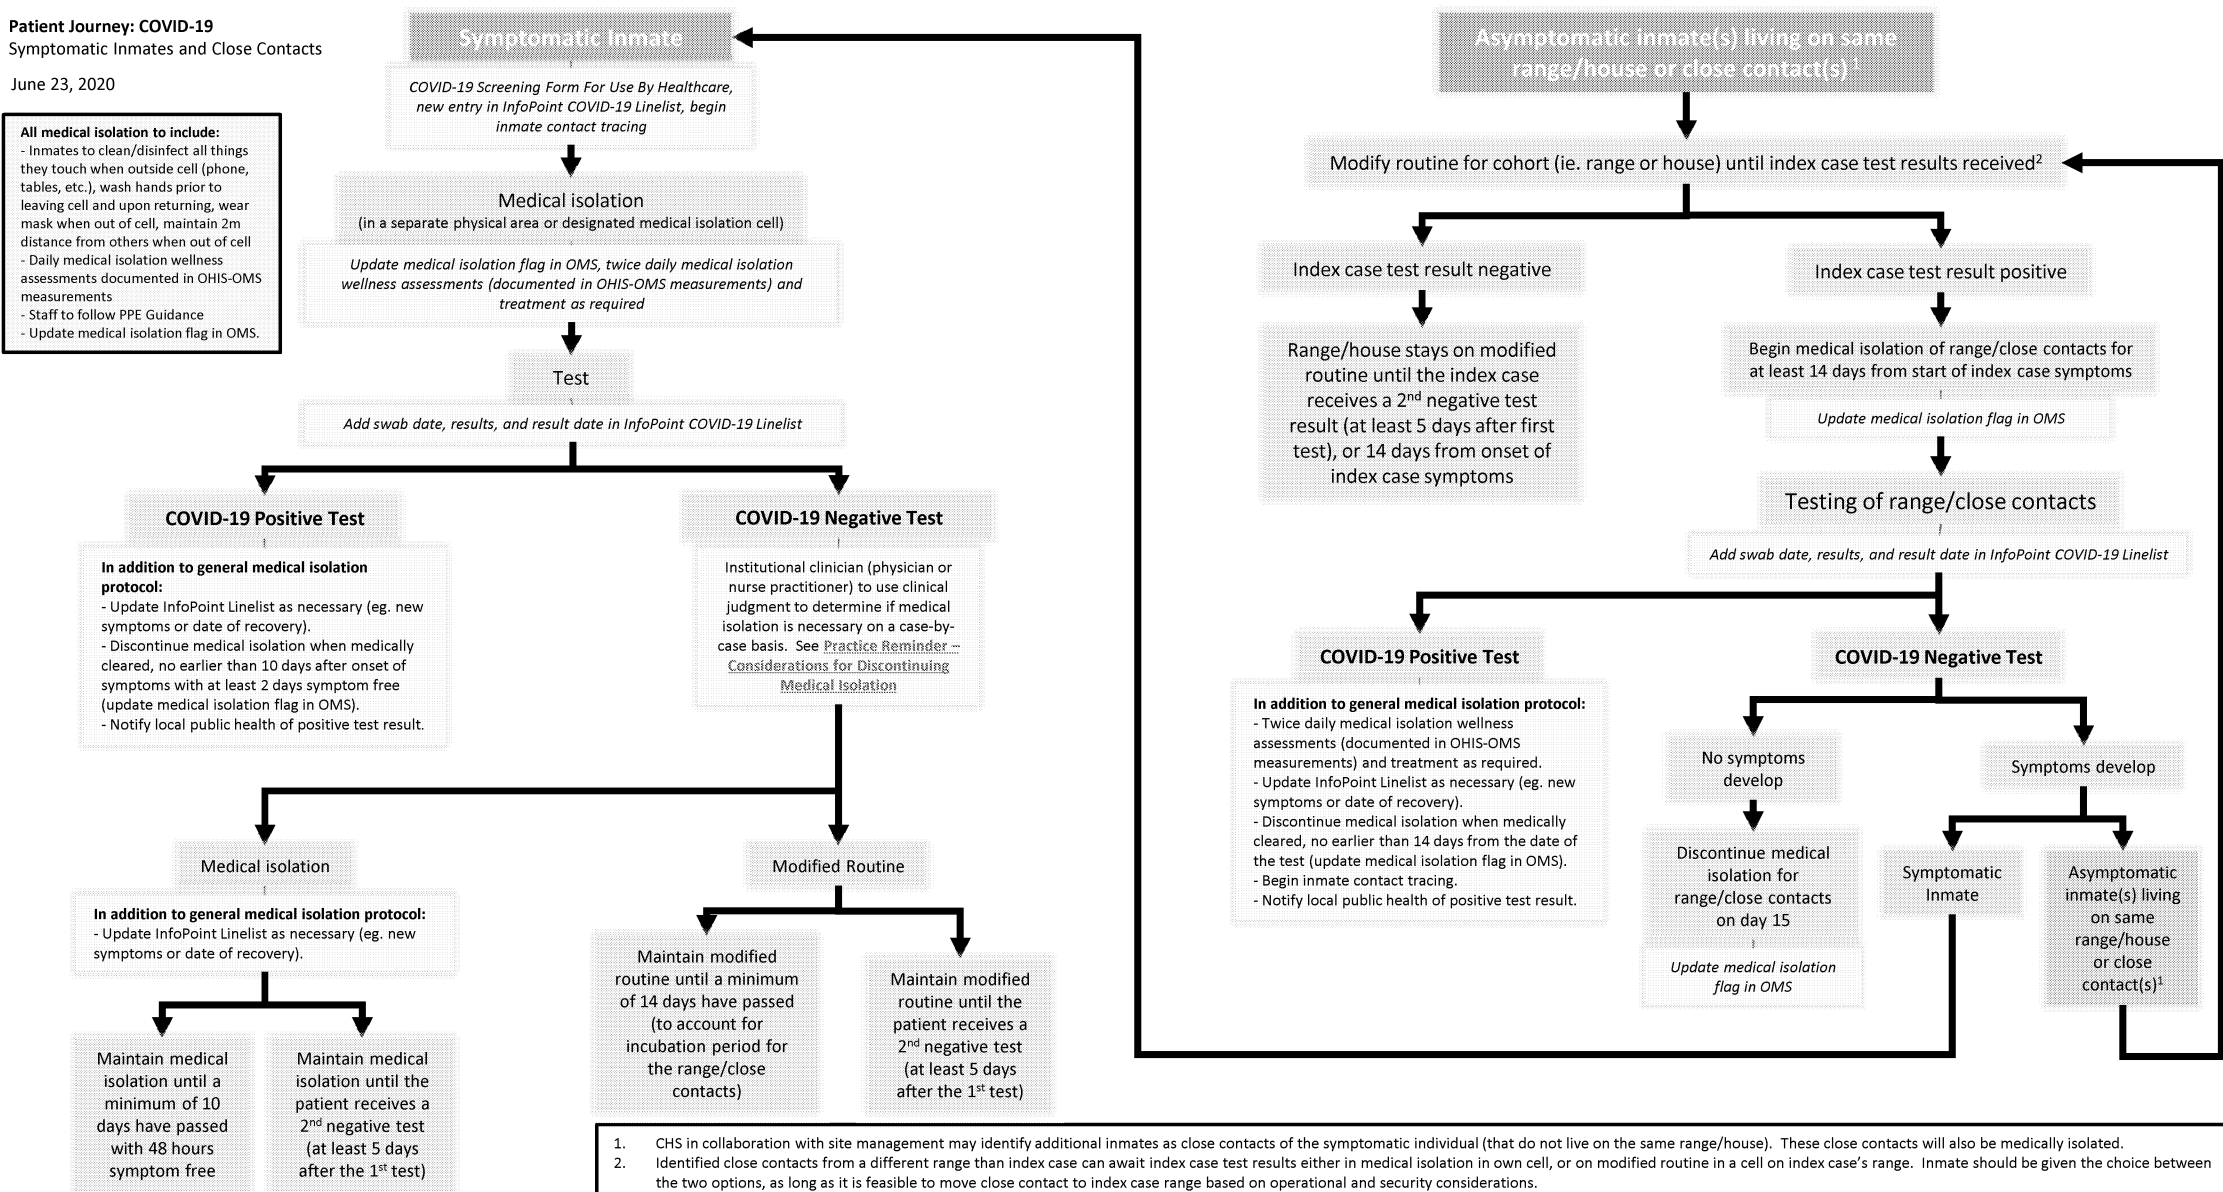 Patient Journey: COVID-19
Symptomatic Inmates and Close Contacts
June 23, 2020
All medical isolation to include:
- Inmates to clean/disinfect all things
they touch when outside cell (phone,
tables, etc.), wash hands prior to
leaving cell and upon returning, wear
mask when out of cell, maintain 2m
distance from others when out of cell
- Daily medical isolation wellness
assessments documented in OHIS-OMS
measurements
- Staff to follow PPE Guidance
- Update medical isolation flag in OMS.
Symptomatic Inmate
COVID-19 Screening Form For Use By Healthcare,
new entry in InfoPoint COVID-19 Linelist, begin
inmate contact tracing
Medical isolation
(in a separate physical area or designated medical isolation cell)
Update medical isolation flag in OMS, twice daily medical isolation
wellness assessments (documented in OHIS-OMS measurements) and
treatment as required
Test
Add swab date, results, and result date in InfoPoint COVID-19 Linelist
COVID-19 Positive Test
In addition to general medical isolation
protocol:
- Update InfoPoint Linelist as necessary (eg. new
symptoms or date of recovery).
- Discontinue medical isolation when medically
cleared, no earlier than 10 days after onset of
symptoms with at least 2 days symptom free
(update medical isolation flag in OMS).
- Notify local public health of positive test result.
COVID-19 Negative Test
Institutional clinician (physician or
nurse practitioner) to use clinical
judgment to determine if medical
isolation is necessary on a case-by-
case basis. See Practice Reminder –
Considerations for Discontinuing
Medical Isolation
Medical isolation
In addition to general medical isolation protocol:
- Update InfoPoint Linelist as necessary (eg. new
symptoms or date of recovery).
Maintain medical
isolation until a
minimum of 10
days have passed
with 48 hours
symptom free
Maintain medical
isolation until the
patient receives a
2nd negative test
(at least 5 days
after the 1st test)
Modified Routine
Maintain modified
routine until a minimum
of 14 days have passed
(to account for
incubation period for
the range/close
contacts)
Maintain modified
routine until the
patient receives a
2nd negative test
(at least 5 days
after the 1st test)
Asymptomatic inmate(s) living on same
range/house or close contact(s) 1
Modify routine for cohort (ie. range or house) until index case test results received2
Index case test result negative
Range/house stays on modified
routine until the index case
receives a 2nd negative test
result (at least 5 days after first
test), or 14 days from onset of
index case symptoms
Index case test result positive
Begin medical isolation of range/close contacts for
at least 14 days from start of index case symptoms
Update medical isolation flag in OMS
Testing of range/close contacts
Add swab date, results, and result date in InfoPoint COVID-19 Linelist
COVID-19 Positive Test
In addition to general medical isolation protocol:
- Twice daily medical isolation wellness
assessments (documented in OHIS-OMS
measurements) and treatment as required.
- Update InfoPoint Linelist as necessary (eg. new
symptoms or date of recovery).
- Discontinue medical isolation when medically
cleared, no earlier than 14 days from the date of
the test (update medical isolation flag in OMS).
- Begin inmate contact tracing.
- Notify local public health of positive test result.
COVID-19 Negative Test
No symptoms
develop
Discontinue medical
isolation for
range/close contacts
on day 15
Update medical isolation
flag in OMS
Symptoms develop
Symptomatic
Inmate
Asymptomatic
inmate(s) living
on same
range/house
or close
contact(s)1
1. CHS in collaboration with site management may identify additional inmates as close contacts of the symptomatic individual (that do not live on the same range/house). These close contacts will also be medically isolated.
2. Identified close contacts from a different range than index case can await index case test results either in medical isolation in own cell, or on modified routine in a cell on index case's range. Inmate should be given the choice between
the two options, as long as it is feasible to move close contact to index case range based on operational and security considerations.